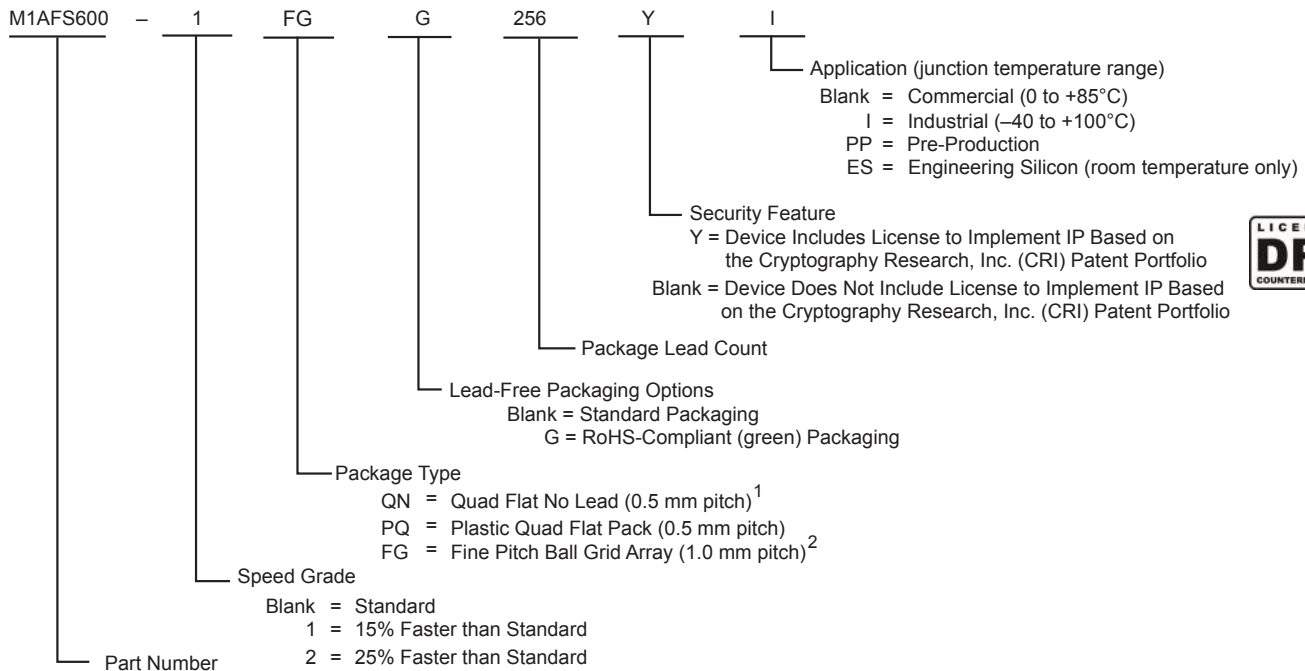 M1AFS600 – 1 FG G 256 Y I
Application (junction temperature range)
Blank = Commercial (0 to +85°C)
I = Industrial (–40 to +100°C)
PP = Pre-Production
ES = Engineering Silicon (room temperature only)
Security Feature
Y = Device Includes License to Implement IP Based on
the Cryptography Research, Inc. (CRI) Patent Portfolio
Blank = Device Does Not Include License to Implement IP Based
on the Cryptography Research, Inc. (CRI) Patent Portfolio
Package Lead Count
Lead-Free Packaging Options
Blank = Standard Packaging
G = RoHS-Compliant (green) Packaging
Package Type
QN = Quad Flat No Lead (0.5 mm pitch)1
PQ = Plastic Quad Flat Pack (0.5 mm pitch)
FG = Fine Pitch Ball Grid Array (1.0 mm pitch)2
Speed Grade
Blank = Standard
1 = 15% Faster than Standard
2 = 25% Faster than Standard
Part Number